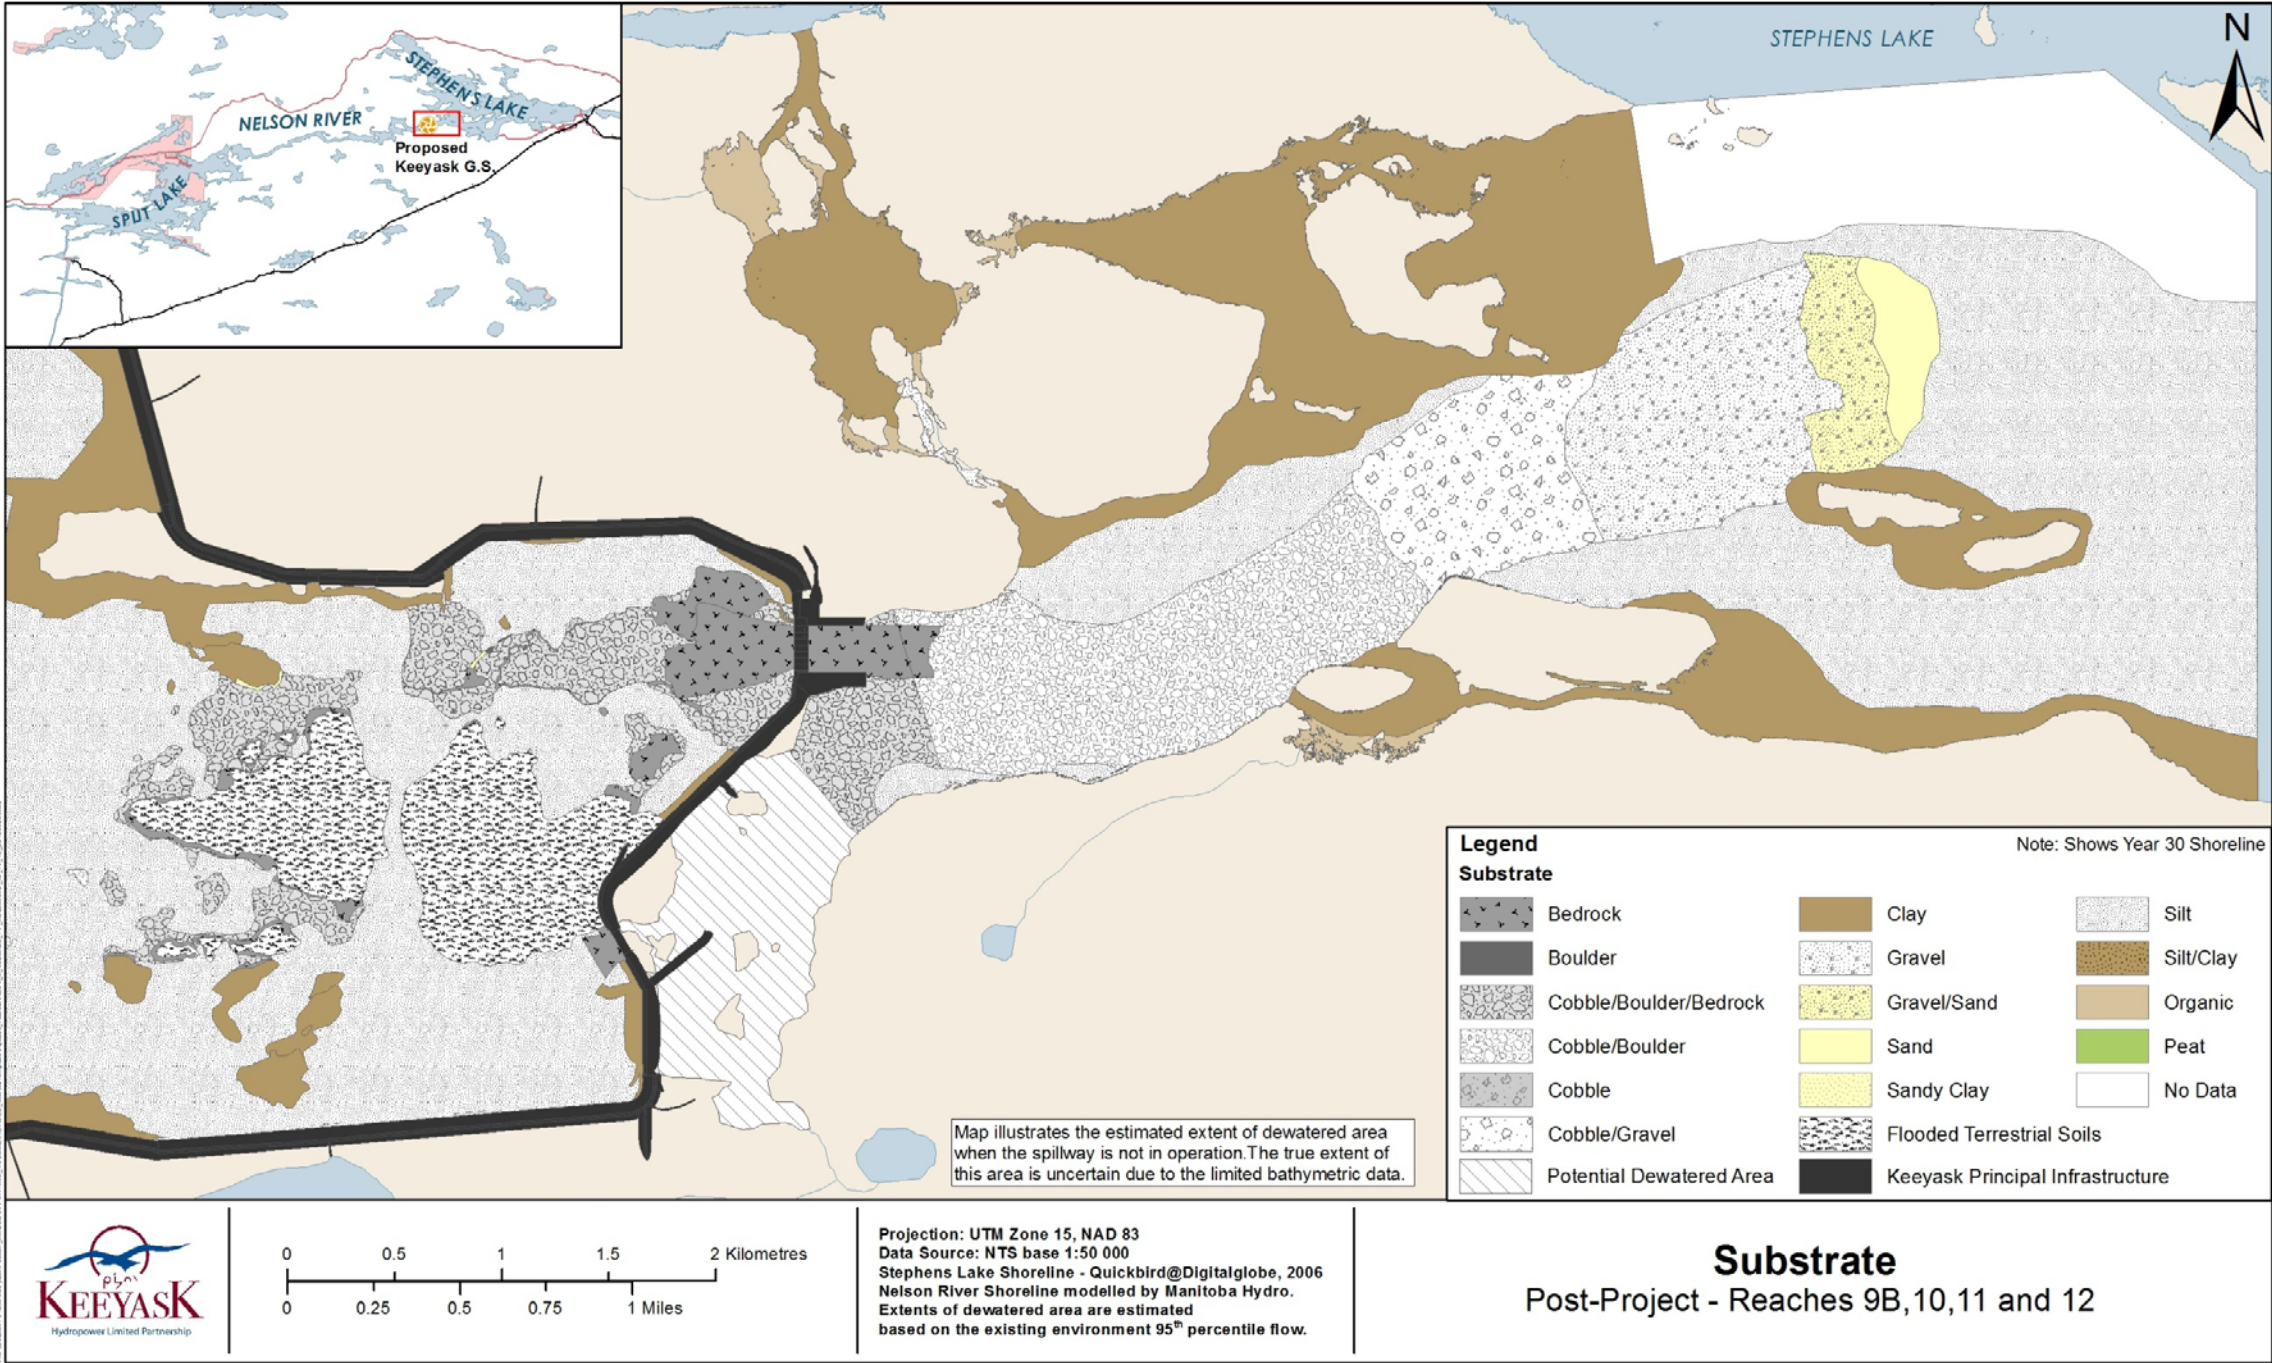 STEPHENS LAKE
NELSON RIVER
Proposed
Keeyask G.S.
SPLIT LAKE
STEPHENS LAKE
N
Legend
Note: Shows Year 30 Shoreline
Substrate
Bedrock
Boulder
Cobble/Boulder/Bedrock
Cobble/Boulder
Cobble
Cobble/Gravel
Potential Dewatered Area
Clay
Gravel
Gravel/Sand
Sand
Sandy Clay
Flooded Terrestrial Soils
Keeyask Principal Infrastructure
Silt
Silt/Clay
Organic
Peat
No Data
Map illustrates the estimated extent of dewatered area
when the spillway is not in operation.The true extent of
this area is uncertain due to the limited bathymetric data.
KEEYASK
Hydropower Limited Partnership
0 0.5 1 1.5 2 Kilometres
0 0.25 0.5 0.75 1 Miles
Projection: UTM Zone 15, NAD 83
Data Source: NTS base 1:50 000
Stephens Lake Shoreline - Quickbird@Digitalglobe, 2006
Nelson River Shoreline modelled by Manitoba Hydro.
Extents of dewatered area are estimated
based on the existing environment 95th percentile flow.
Substrate
Post-Project - Reaches 9B,10,11 and 12